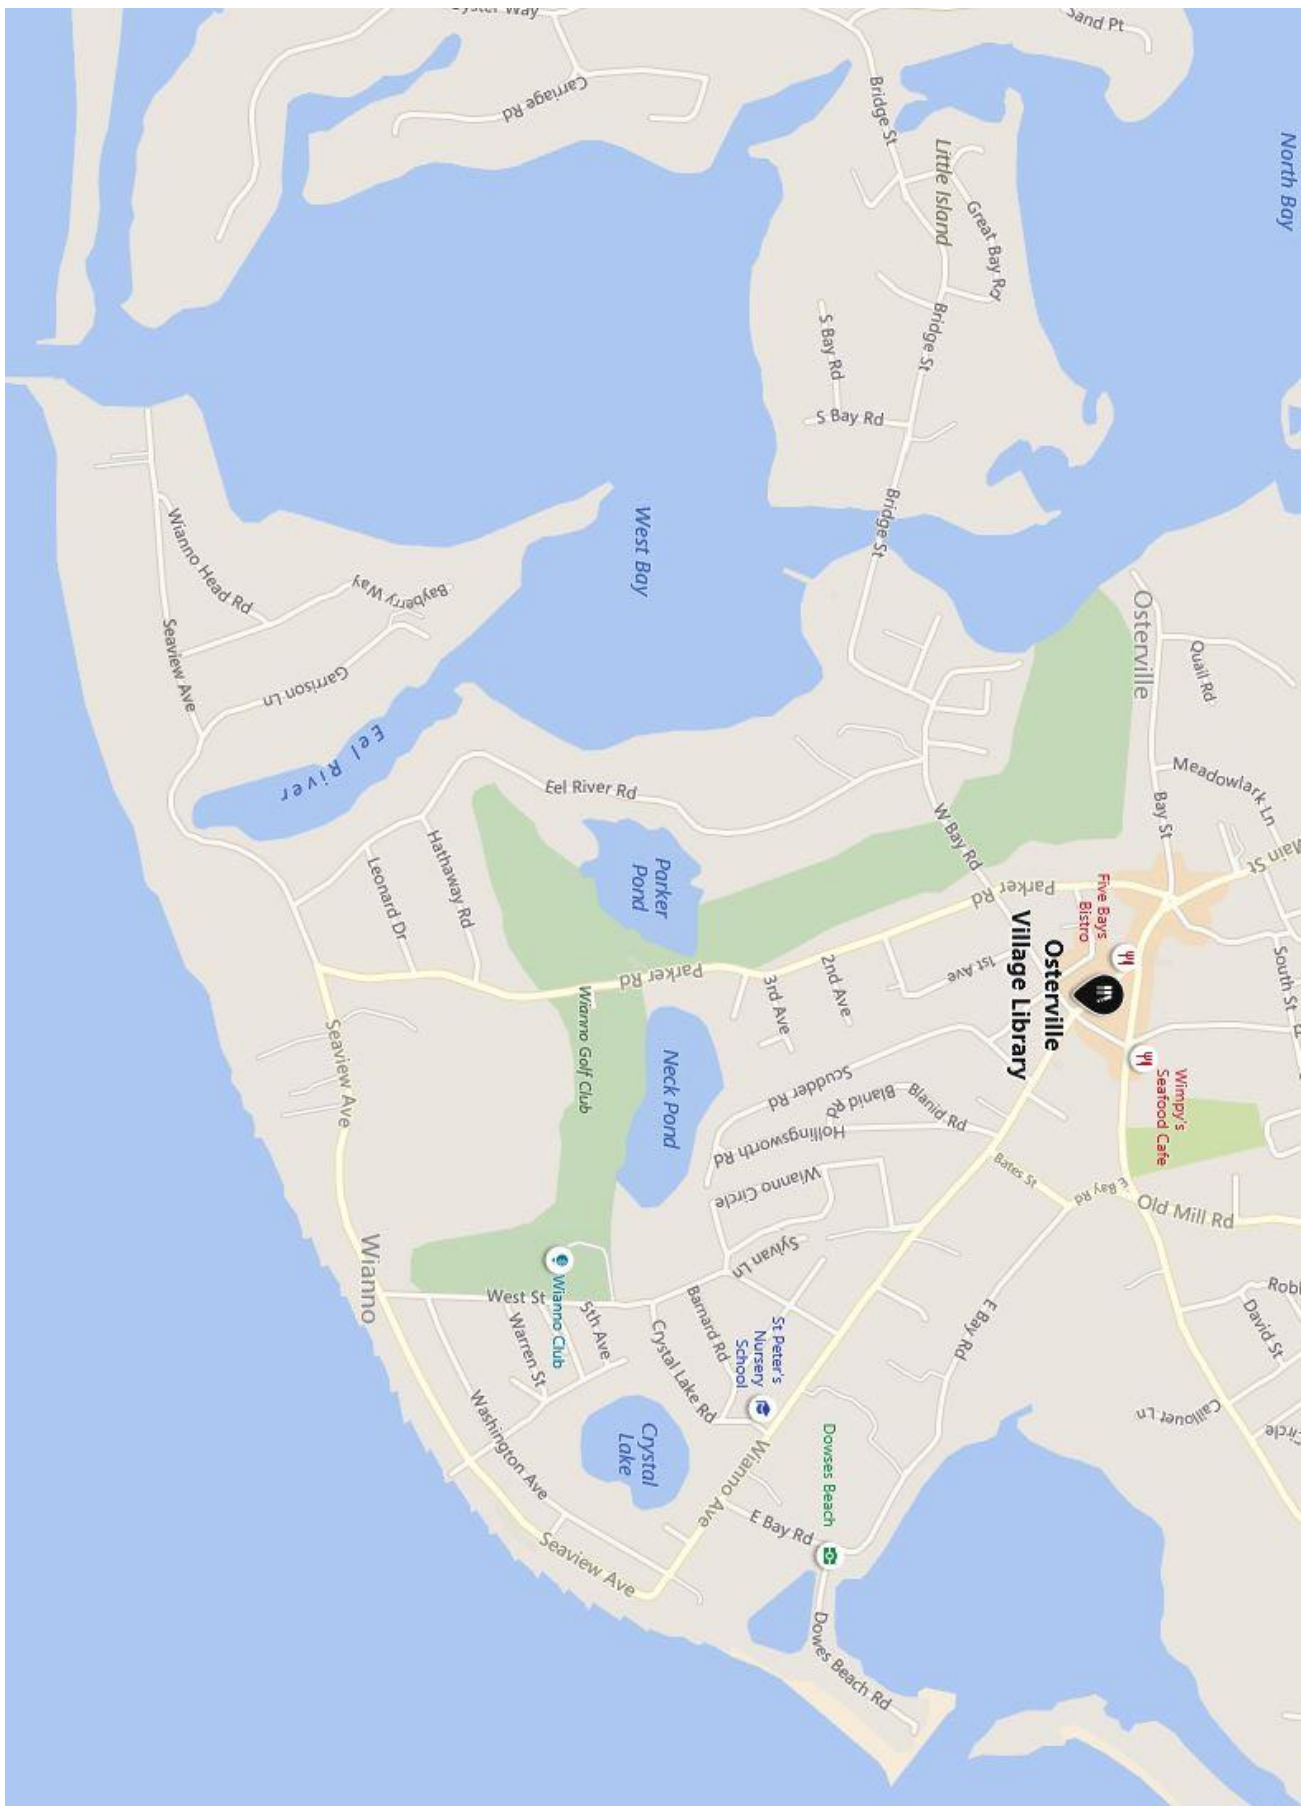 North Bay
Sand Pt
Carriage Rd
Bridge St
Little Island
Great Bay Rd
Bridge St
S Bay Rd
S Bay Rd
Bridge St
West Bay
Osterville
Quail Rd
Meadowlark Ln
Bay St
Main St
South St
Wianno Head Rd
Bayberry Way
Seaview Ave
Garrison Ln
Eel River
Eel River Rd
Hathaway Rd
Leonard Dr
Parker
Pond
W Bay Rd
Parker Rd
Five Bays
Bistro
Osterville
Village Library
1st Ave
2nd Ave
3rd Ave
Parker Rd
Wianno Golf Club
Neck Pond
Scudder Rd
Blanid Rd
Blanid Rd
Hollingsworth Rd
Wianno Circle
Sylvan Ln
Wimpy's
Seafood Cafe
Bates St
E Bay Rd
Old Mill Rd
David St
Caillouet Ln
Circle
E Bay Rd
Seaview Ave
Wianno
West St
Wianno Club
5th Ave
Warren St
Washington Ave
Barnard Rd
Crystal Lake Rd
St Peter's
Nursery
School
Crystal
Lake
Wianno Ave
Dowses Beach
E Bay Rd
Seaview Ave
Dowes Beach Rd